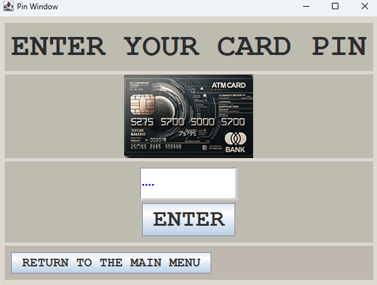 Pin Window
ENTER YOUR CARD PIN
ATM CARD
5275 5700 5000 5700
BANK
....
ENTER
RETURN TO THE MAIN MENU